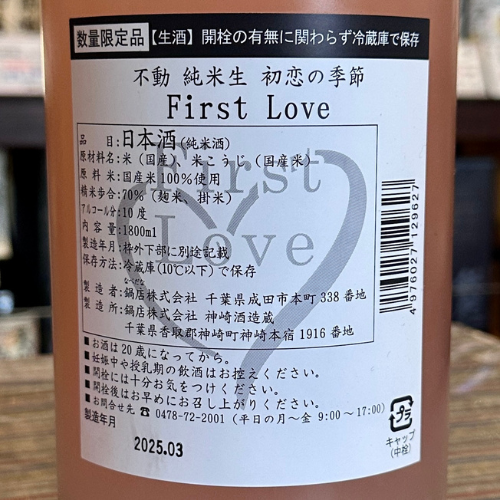 数量限定品 【生酒】開栓の有無に関わらず冷蔵庫で保存
不動 純米生 初恋の季節
First Love
品 目:日本酒(純米酒)
原材料名:米(国産)、米こうじ(国産米)
原 料 米:国産米100%使用
精米歩合:70%(麹米、掛米)
アルコール分:10度
内 容 量:1800ml
製造年月:枠外下部に別途記載
保存方法:冷蔵庫(10℃以下)で保存
製 造 者:鍋店株式会社 千葉県成田市本町338番地
製 造 所:鍋店株式会社 神崎酒造蔵
千葉県香取郡神崎町神崎本宿1916番地
First
Love
4976027129627
■お酒は20歳になってから。
■妊娠中や授乳期の飲酒はお控えください。
■開栓には十分お気をつけください。
■開栓後はお早めにお召し上がりください。
■お問合せ先 ☎ 0478-72-2001 (平日の月~金 9:00~17:00)
製造年月
2025.03
プラ
キャップ
(中栓)